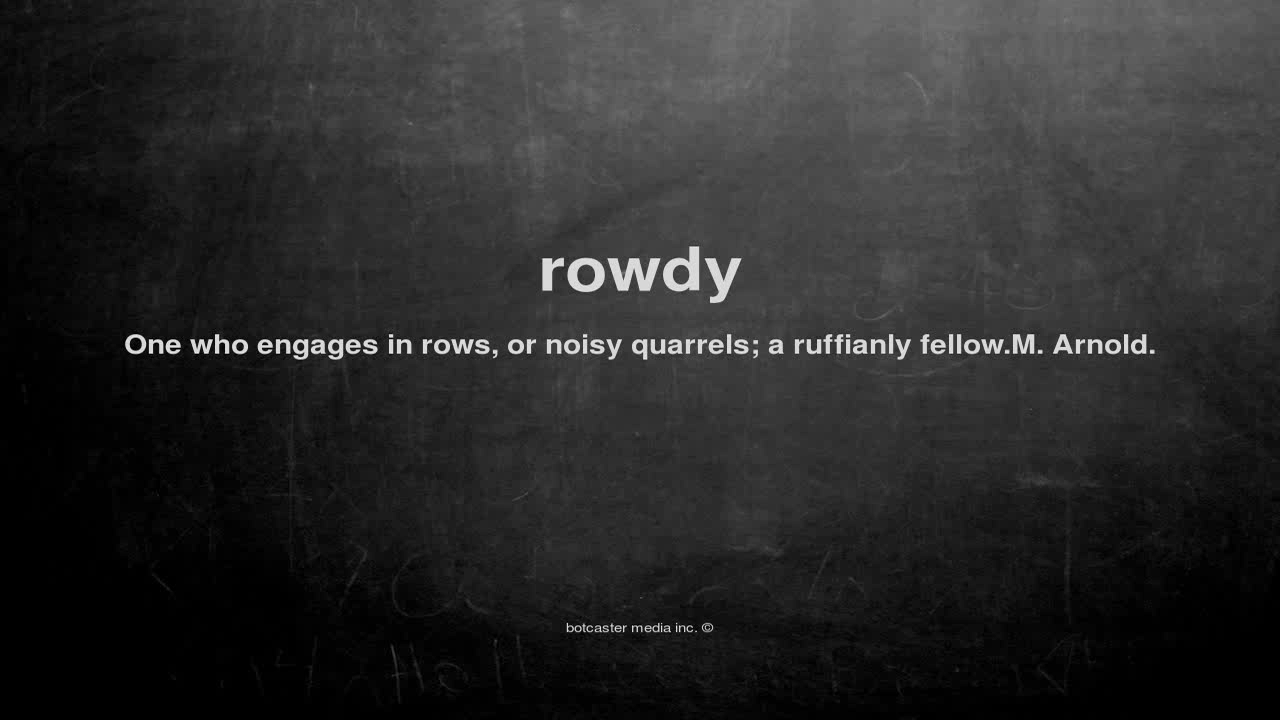 rowdy
One who engages in rows, or noisy quarrels; a ruffianly fellow.M. Arnold.
botcaster media inc. ©